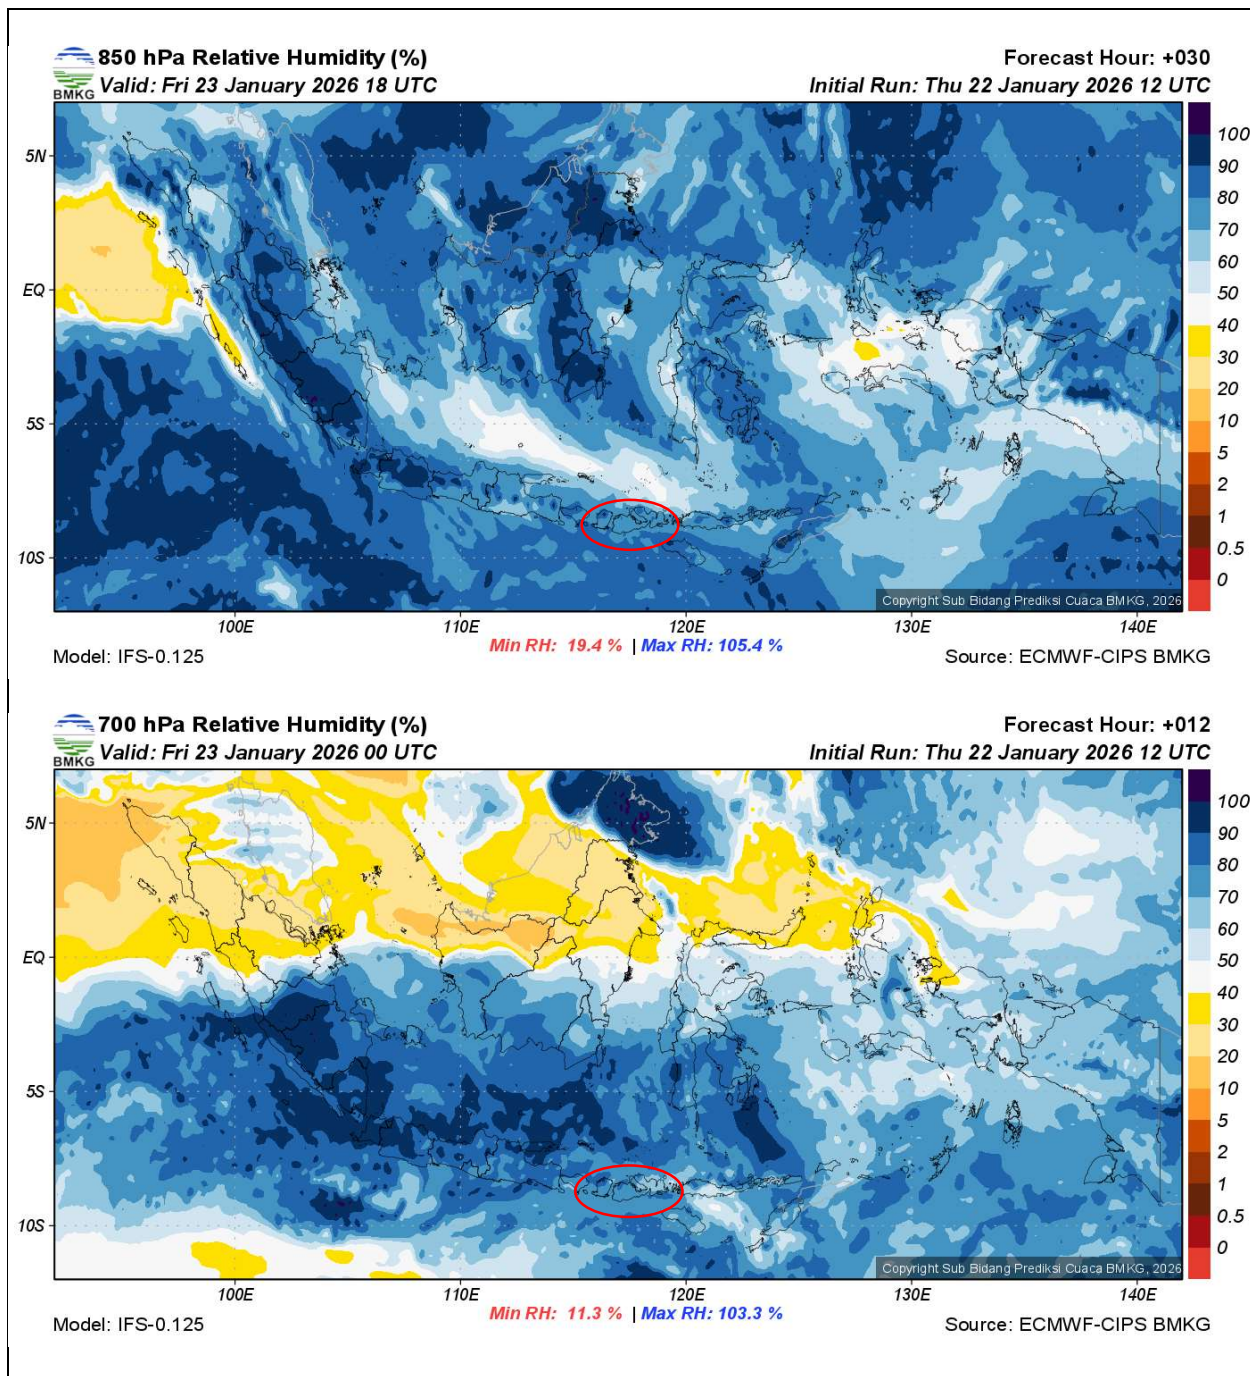 850 hPa Relative Humidity (%)
Forecast Hour: +030
BMKG
Valid: Fri 23 January 2026 18 UTC
Initial Run: Thu 22 January 2026 12 UTC
5N
EQ
5S
10S
100
90
80
70
60
50
40
30
20
10
5
2
1
0.5
0
Copyright Sub Bidang Prediksi Cuaca BMKG, 2026
100E
110E
120E
130E
140E
Min RH: 19.4 % | Max RH: 105.4 %
Model: IFS-0.125
Source: ECMWF-CIPS BMKG
700 hPa Relative Humidity (%)
Forecast Hour: +012
BMKG
Valid: Fri 23 January 2026 00 UTC
Initial Run: Thu 22 January 2026 12 UTC
5N
EQ
5S
10S
100
90
80
70
60
50
40
30
20
10
5
2
1
0.5
0
Copyright Sub Bidang Prediksi Cuaca BMKG, 2026
100E
110E
120E
130E
140E
Min RH: 11.3 % | Max RH: 103.3 %
Model: IFS-0.125
Source: ECMWF-CIPS BMKG